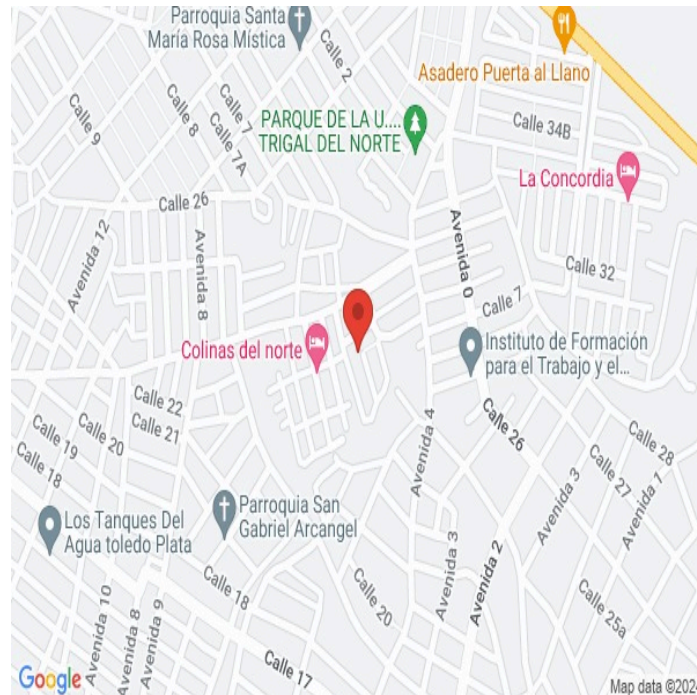 Parroquia Santa
María Rosa Mística
Calle 2
Asadero Puerta al Llano
Calle 9
Calle 8
Calle 7
Calle 7A
PARQUE DE LA U....
TRIGAL DEL NORTE
Calle 34B
La Concordia
Calle 26
Avenida 12
Avenida 8
Avenida 0
Calle 32
Calle 7
Colinas del norte
Instituto de Formación
para el Trabajo y el...
Calle 22
Calle 21
Calle 20
Calle 19
Calle 18
Avenida 4
Calle 26
Calle 28
Calle 27
Avenida 3
Avenida 1
Los Tanques Del
Agua toledo Plata
Parroquia San
Gabriel Arcangel
Calle 18
Calle 20
Avenida 3
Avenida 2
Calle 25a
Avenida 10
Avenida 8
Avenida 9
Calle 17
Google
Map data ©202